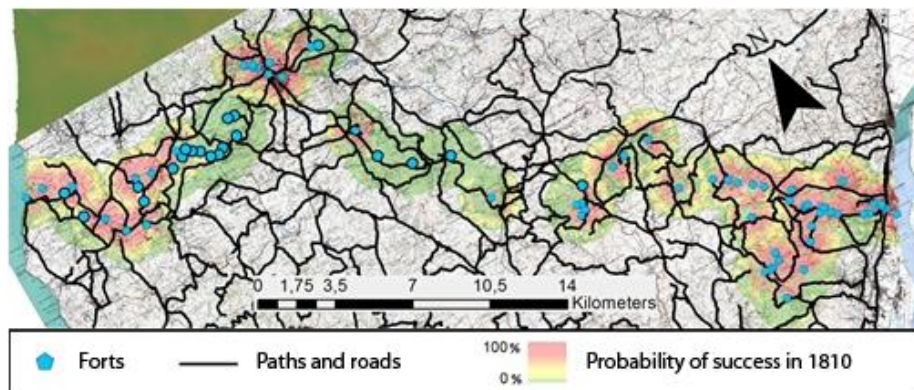 N
0 1,75 3,5 7 10,5 14
Kilometers
Forts Paths and roads 100% 0% Probability of success in 1810